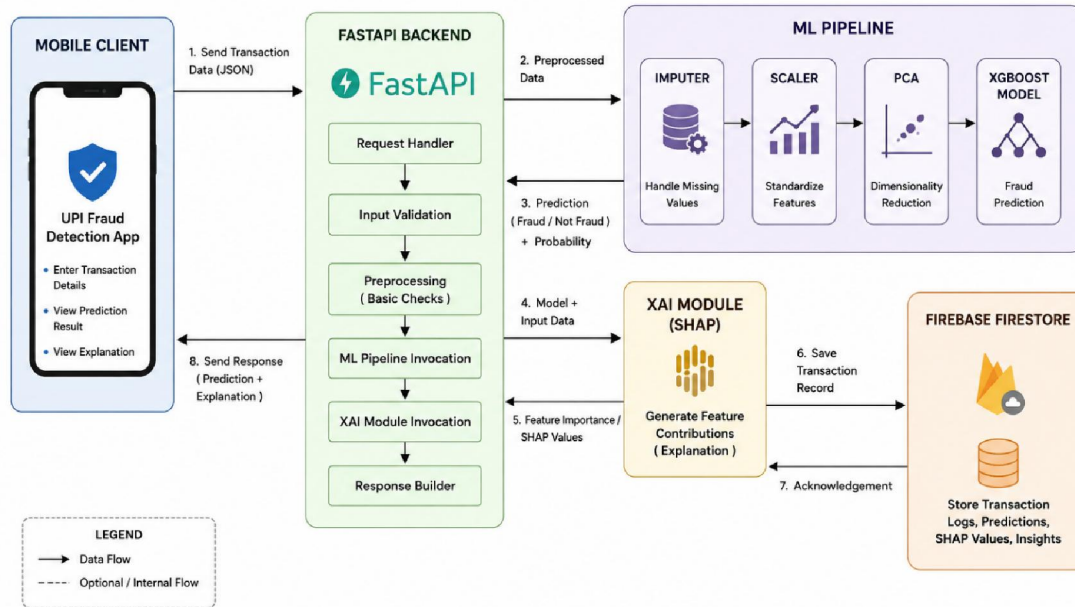 MOBILE CLIENT
UPI Fraud
Detection App
Enter Transaction
Details
View Prediction
Result
View Explanation
1. Send Transaction
Data (JSON)
8. Send Response
( Prediction +
Explanation )
FASTAPI BACKEND
FastAPI
Request Handler
Input Validation
Preprocessing
( Basic Checks )
ML Pipeline Invocation
XAI Module Invocation
Response Builder
2. Preprocessed
Data
3. Prediction
( Fraud / Not Fraud )
+ Probability
4. Model +
Input Data
5. Feature Importance /
SHAP Values
ML PIPELINE
IMPUTER
Handle Missing
Values
SCALER
Standardize
Features
PCA
Dimensionality
Reduction
XGBOOST
MODEL
Fraud
Prediction
XAI MODULE
(SHAP)
Generate Feature
Contributions
( Explanation )
6. Save
Transaction
Record
7. Acknowledgement
FIREBASE FIRESTORE
Store Transaction
Logs, Predictions,
SHAP Values, Insights
LEGEND
Data Flow
Optional / Internal Flow